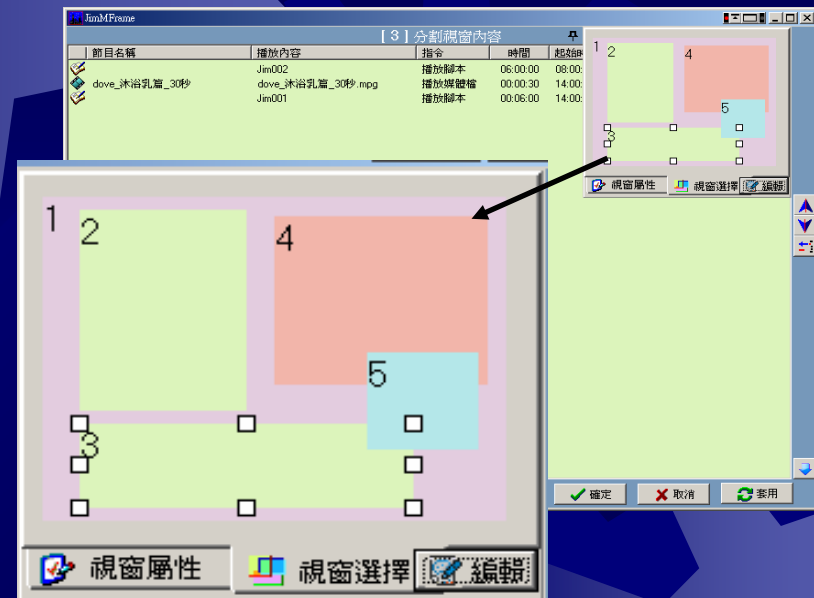 JimMFrame
[ 3 ] 分割視窗內容
節目名稱 播放內容 指令 時間
Jim002 播放腳本 06:00:00 08:00:
dove_沐浴乳篇_30秒 dove_沐浴乳篇_30秒.mpg 播放媒體檔 00:00:30 14:00:
Jim001 播放腳本 00:06:00 14:00:
1
2
4
5
3
視窗屬性 視窗選擇 編輯
1
2
4
5
3
視窗屬性 視窗選擇 編輯
確定 取消 套用